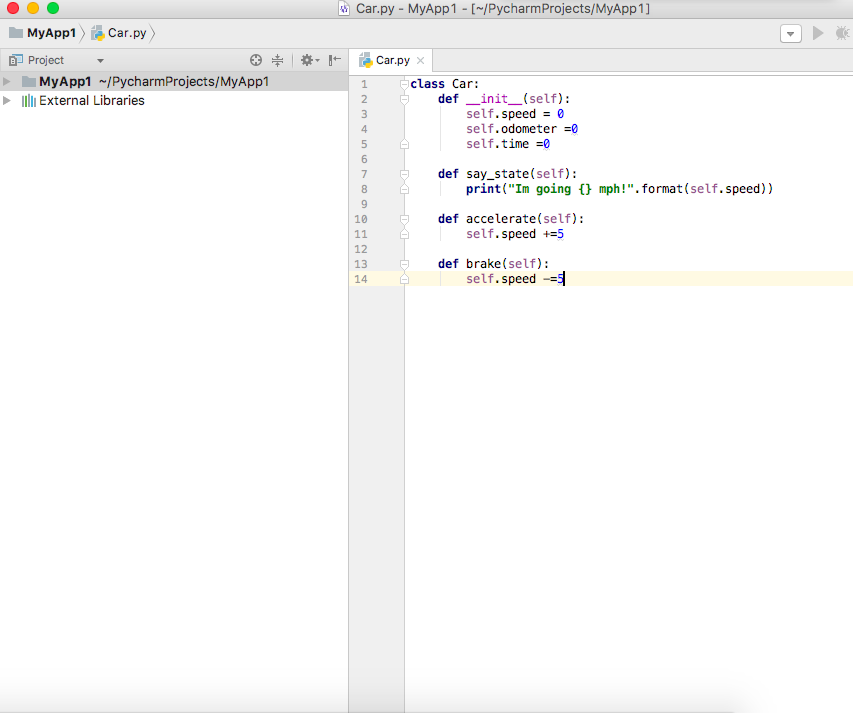 Car.py - MyApp1 - [~/PycharmProjects/MyApp1]
MyApp1 Car.py
Project
Car.py
MyApp1 ~/PycharmProjects/MyApp1
External Libraries
1 class Car:
2     def __init__(self):
3         self.speed = 0
4         self.odometer =0
5         self.time =0
6
7     def say_state(self):
8         print("Im going {} mph!".format(self.speed))
9
10     def accelerate(self):
11         self.speed +=5
12
13     def brake(self):
14         self.speed -=5